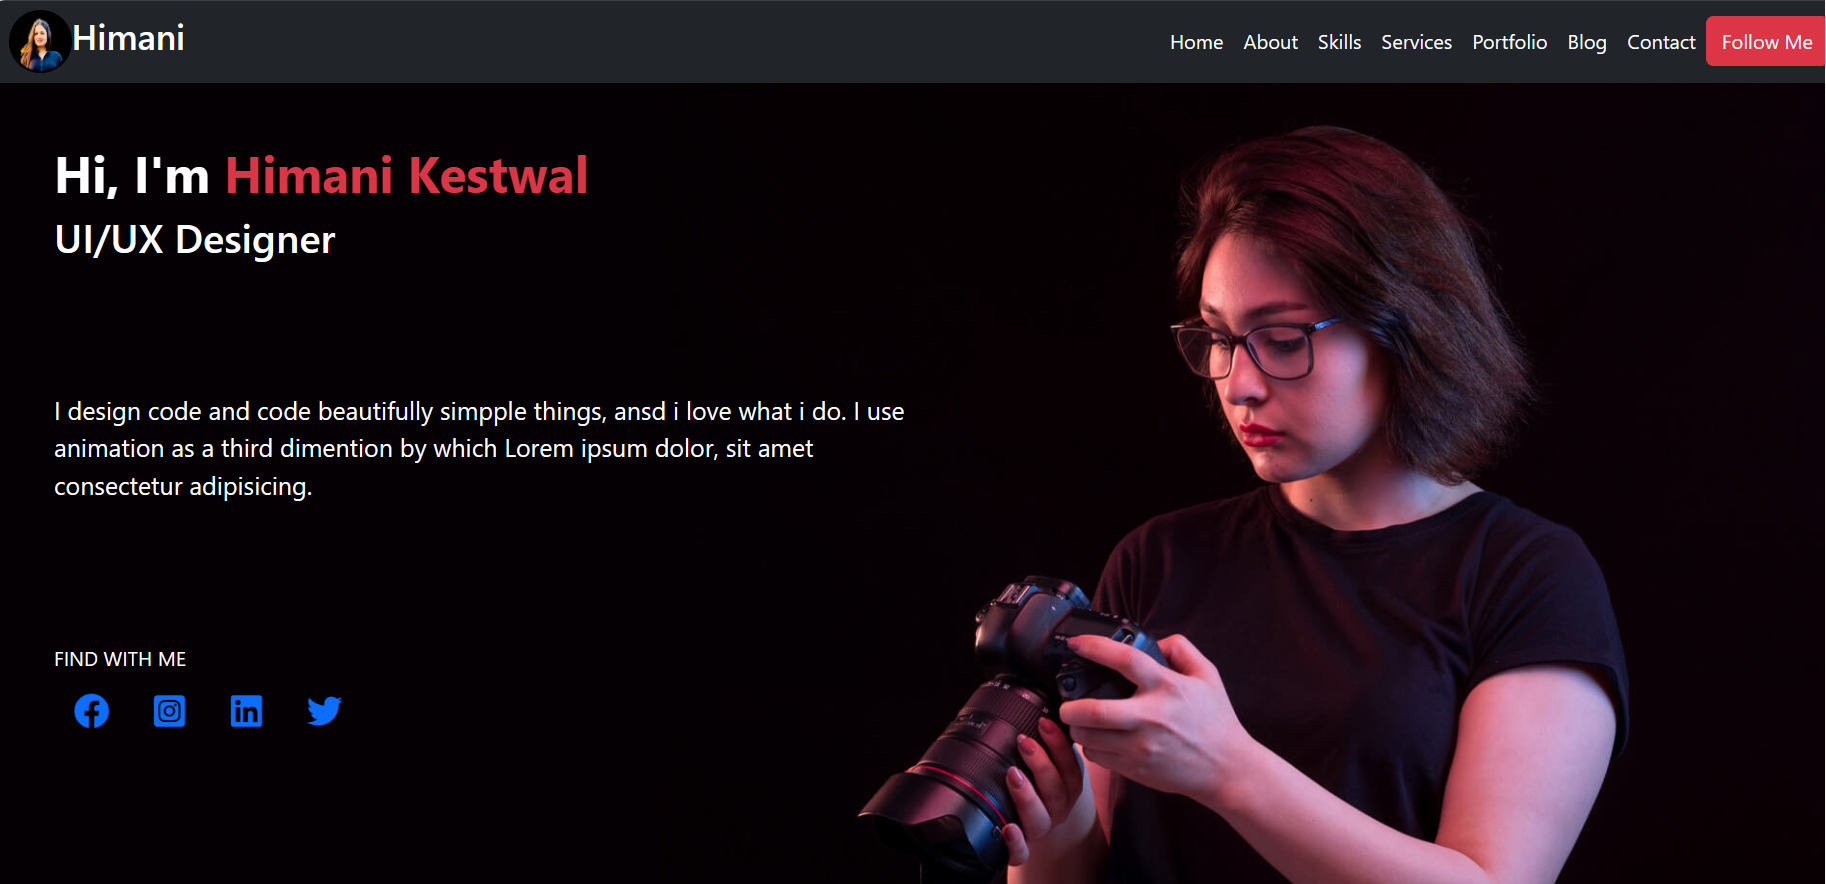 Himani
Home About Skills Services Portfolio Blog Contact Follow Me
Hi, I'm Himani Kestwal
UI/UX Designer
I design code and code beautifully simpple things, ansd i love what i do. I use
animation as a third dimention by which Lorem ipsum dolor, sit amet
consectetur adipisicing.
FIND WITH ME